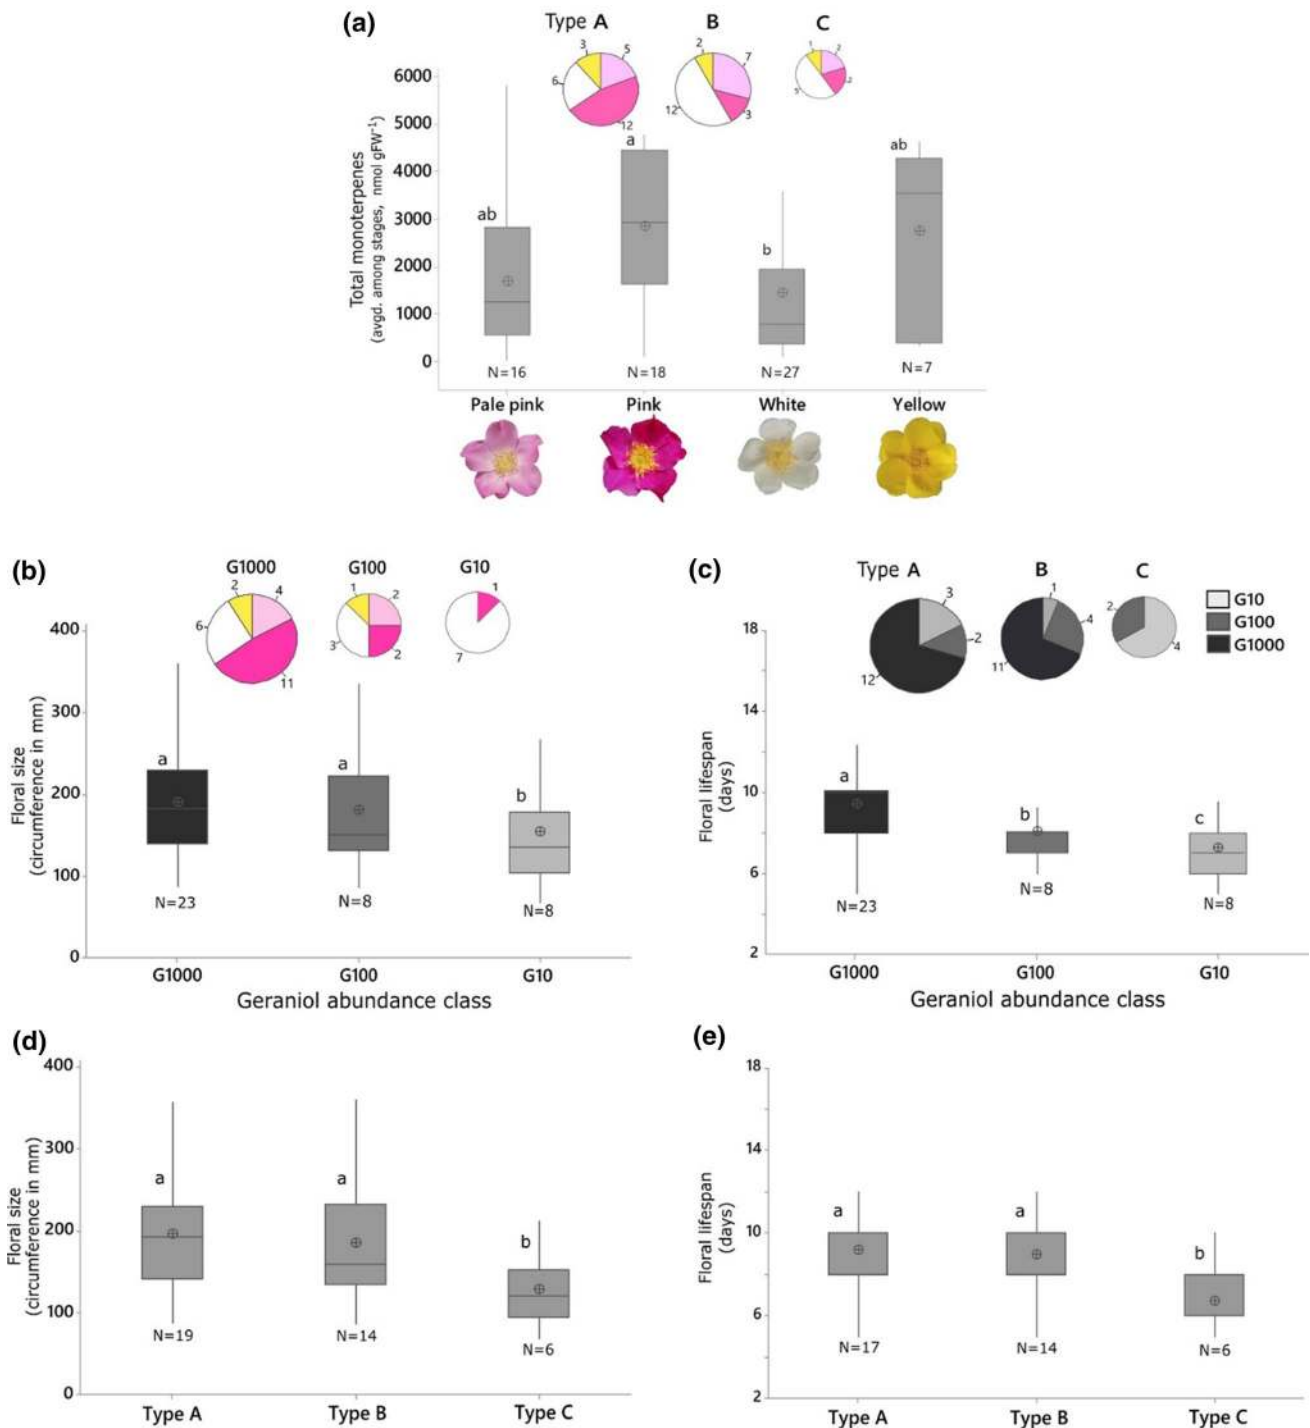 (a)
Type A B C
3 5 6 12
2 7 12 3
1 2 5 2
Total monoterpenes
(avgd. among stages, nmol gFW⁻¹)
6000
5000
4000
3000
2000
1000
0
ab a b ab
N=16 N=18 N=27 N=7
Pale pink Pink White Yellow
(b)
G1000 G100 G10
2 4 6 11
1 2 3 2
1 7
Floral size
(circumference in mm)
400
300
200
100
0
a a b
N=23 N=8 N=8
G1000 G100 G10
Geraniol abundance class
(c)
Type A B C
3 2 12
1 4 11
2 4
G10
G100
G1000
Floral lifespan
(days)
18
14
10
6
2
a b c
N=23 N=8 N=8
G1000 G100 G10
Geraniol abundance class
(d)
Floral size
(circumference in mm)
400
300
200
100
0
a a b
N=19 N=14 N=6
Type A Type B Type C
(e)
Floral lifespan
(days)
18
14
10
6
2
a a b
N=17 N=14 N=6
Type A Type B Type C